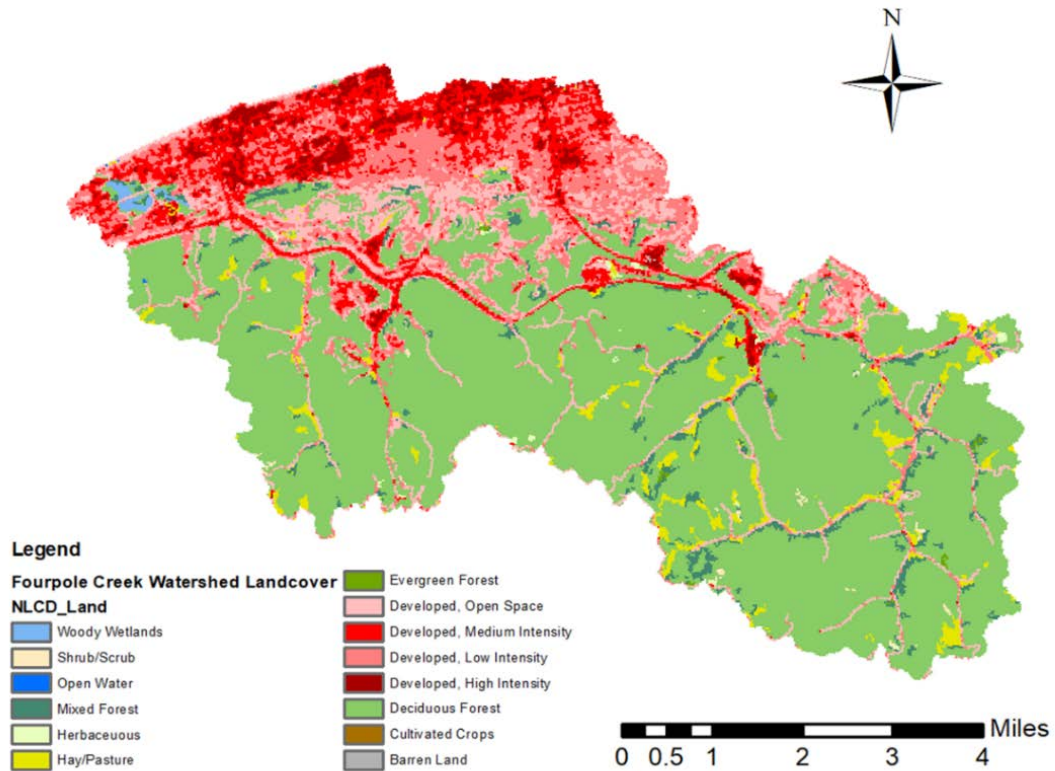 N
Legend
Fourpole Creek Watershed Landcover
NLCD_Land
Woody Wetlands
Shrub/Scrub
Open Water
Mixed Forest
Herbaceuous
Hay/Pasture
Evergreen Forest
Developed, Open Space
Developed, Medium Intensity
Developed, Low Intensity
Developed, High Intensity
Deciduous Forest
Cultivated Crops
Barren Land
Miles
0 0.5 1 2 3 4